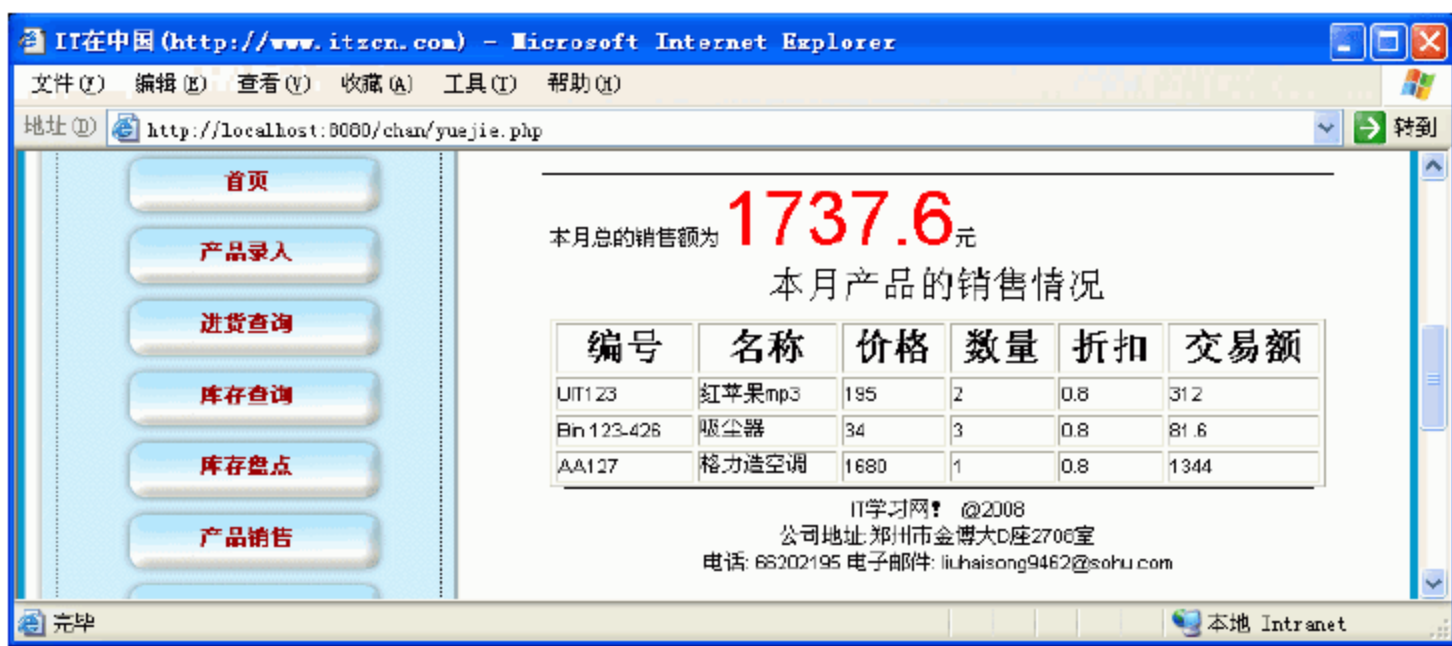 IT在中国(http://www.itzcn.com) - Microsoft Internet Explorer
文件(F) 编辑(E) 查看(V) 收藏(A) 工具(T) 帮助(H)
地址(D) http://localhost:8080/chan/yuejie.php 转到
首页
产品录入
进货查询
库存查询
库存盘点
产品销售
本月总的销售额为1737.6元
本月产品的销售情况
编号 名称 价格 数量 折扣 交易额
UIT123 红苹果mp3 195 2 0.8 312
Bin 123-426 吸尘器 34 3 0.8 81.6
AA127 格力造空调 1680 1 0.8 1344
IT学习网! @2008
公司地址:郑州市金博大D座2706室
电话: 66202195 电子邮件: liuhaisong9462@sohu.com
完毕 本地 Intranet